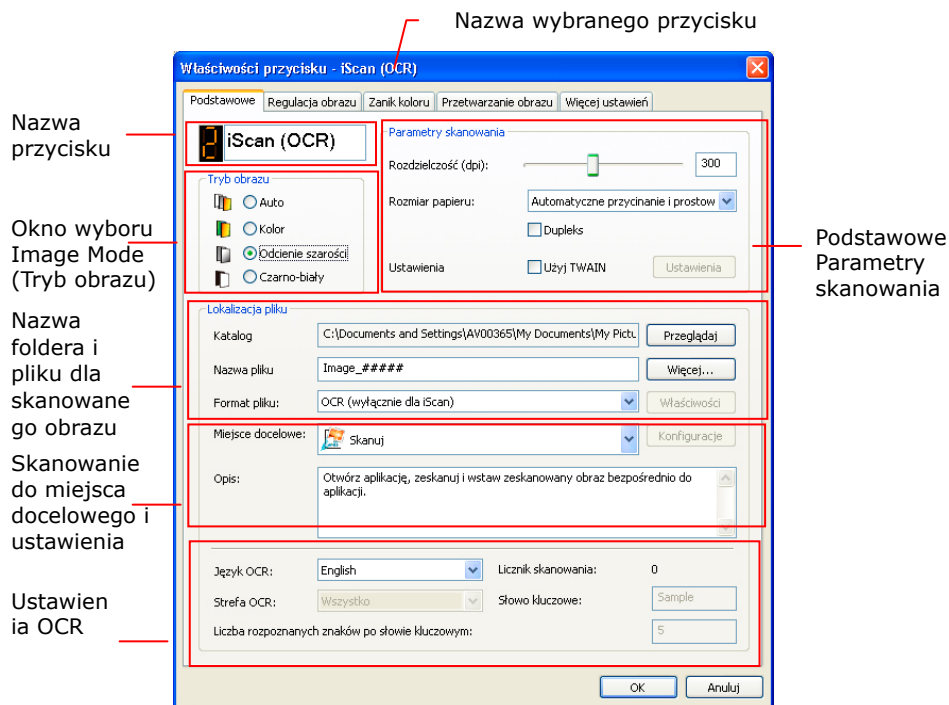 Nazwa wybranego przycisku
Właściwości przycisku - iScan (OCR)
Podstawowe Regulacja obrazu Zanik koloru Przetwarzanie obrazu Więcej ustawień
Nazwa
przycisku
2 iScan (OCR)
Tryb obrazu
Auto
Kolor
Odcienie szarości
Czarno-biały
Okno wyboru
Image Mode
(Tryb obrazu)
Parametry skanowania
Rozdzielczość (dpi): 300
Rozmiar papieru: Automatyczne przycinanie i prostow
Dupleks
Ustawienia Użyj TWAIN Ustawienia
Podstawowe
Parametry
skanowania
Nazwa
foldera i
pliku dla
skanowane
go obrazu
Lokalizacja pliku
Katalog C:\Documents and Settings\AV00365\My Documents\My Pictu Przeglądaj
Nazwa pliku Image_##### Więcej...
Format pliku: OCR (wyłącznie dla iScan) Właściwości
Skanowanie
do miejsca
docelowego i
ustawienia
Miejsce docelowe: Skanuj Konfiguracje
Opis: Otwórz aplikację, zeskanuj i wstaw zeskanowany obraz bezpośrednio do
aplikacji.
Ustawien
ia OCR
Język OCR: English Licznik skanowania: 0
Strefa OCR: Wszystko Słowo kluczowe: Sample
Liczba rozpoznanych znaków po słowie kluczowym: 5
OK Anuluj